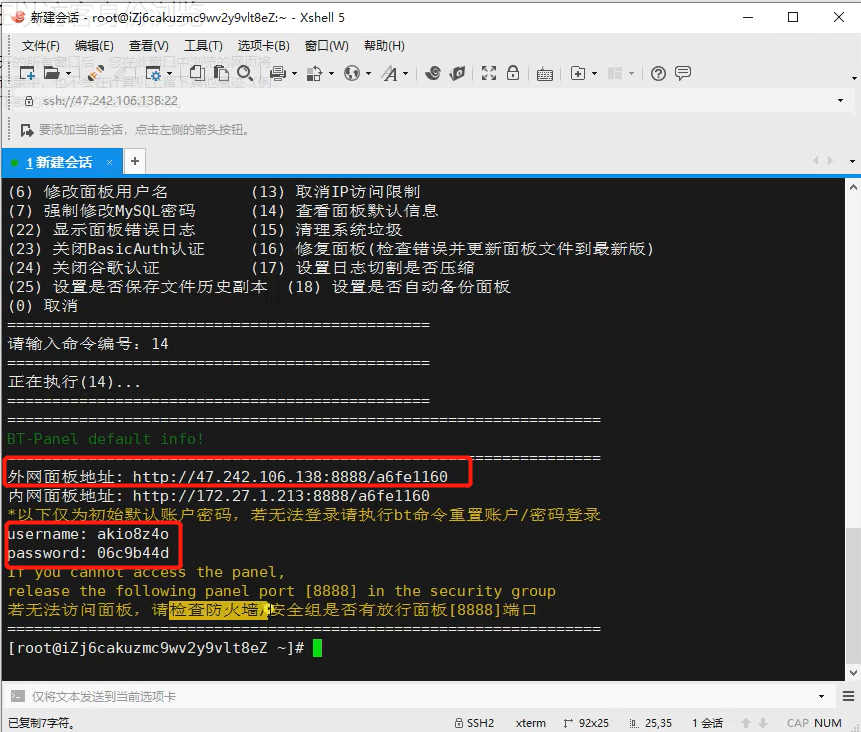 新建会话 - root@iZj6cakuzmc9wv2y9vlt8eZ:~ - Xshell 5
文件(F) 编辑(E) 查看(V) 工具(T) 选项卡(B) 窗口(W) 帮助(H)
ssh://47.242.106.138:22
要添加当前会话，点击左侧的箭头按钮。
1 新建会话 × +
(6) 修改面板用户名 (13) 取消IP访问限制
(7) 强制修改MySQL密码 (14) 查看面板默认信息
(22) 显示面板错误日志 (15) 清理系统垃圾
(23) 关闭BasicAuth认证 (16) 修复面板(检查错误并更新面板文件到最新版)
(24) 关闭谷歌认证 (17) 设置日志切割是否压缩
(25) 设置是否保存文件历史副本 (18) 设置是否自动备份面板
(0) 取消
===============================================
请输入命令编号：14
===============================================
正在执行(14)...
===============================================
==================================================================
BT-Panel default info!
==================================================================
外网面板地址: http://47.242.106.138:8888/a6fe1160
内网面板地址: http://172.27.1.213:8888/a6fe1160
*以下仅为初始默认账户密码，若无法登录请执行bt命令重置账户/密码登录
username: akio8z4o
password: 06c9b44d
If you cannot access the panel,
release the following panel port [8888] in the security group
若无法访问面板，请检查防火墙/安全组是否有放行面板[8888]端口
==================================================================
[root@iZj6cakuzmc9wv2y9vlt8eZ ~]#
仅将文本发送到当前选项卡
已复制7字符。 SSH2 xterm 92x25 25,35 1 会话 CAP NUM